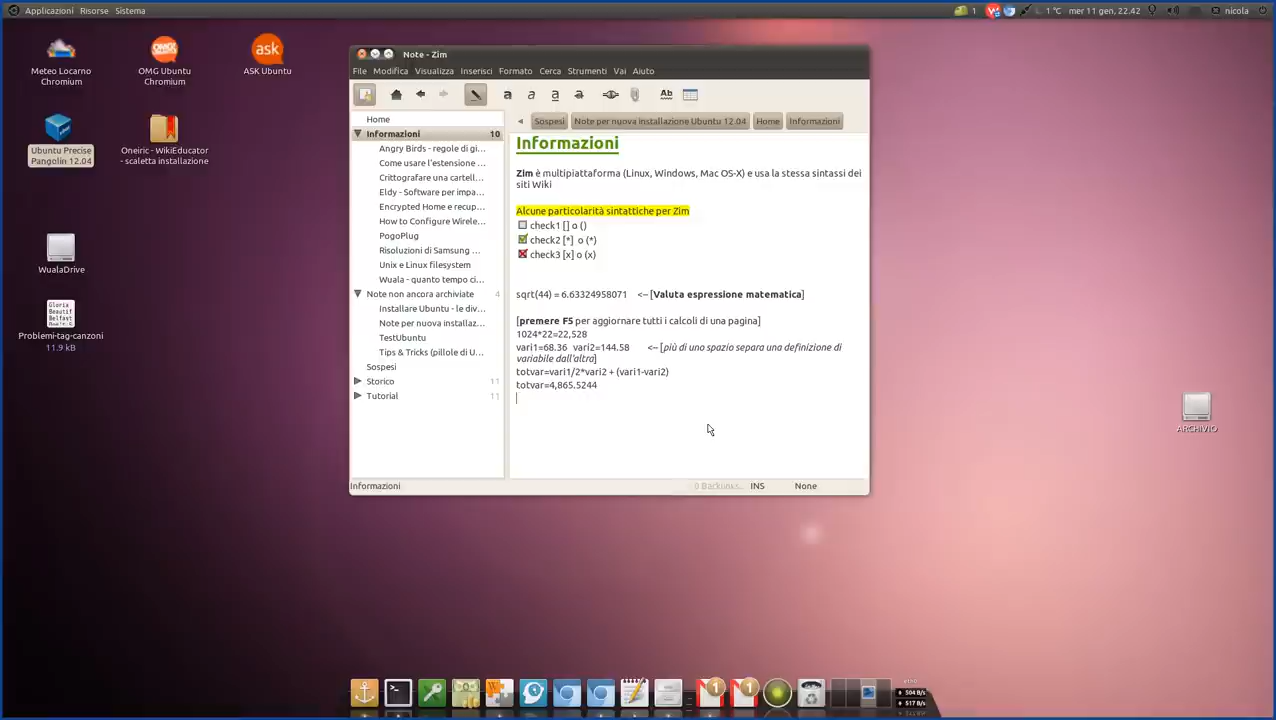 Applicazioni Risorse Sistema
1
1 °C
mer 11 gen, 22.42
nicola
Meteo Locarno
Chromium
OMG Ubuntu
Chromium
ASK Ubuntu
OMG!
ask
Ubuntu Precise
Pangolin 12.04
Oneiric - WikiEducator
- scaletta installazione
WualaDrive
Problemi-tag-canzoni
11.9 kB
ARCHIVIO
Note - Zim
File Modifica Visualizza Inserisci Formato Cerca Strumenti Vai Aiuto
Sospesi Note per nuova installazione Ubuntu 12.04 Home Informazioni
Home
Informazioni 10
Angry Birds - regole di gi...
Come usare l'estensione ...
Crittografare una cartell...
Eldy - Software per impa...
Encrypted Home e recup...
How to Configure Wirele...
PogoPlug
Risoluzioni di Samsung ...
Unix e Linux filesystem
Wuala - quanto tempo ci...
Note non ancora archiviate 4
Installare Ubuntu - le div...
Note per nuova installaz...
TestUbuntu
Tips & Tricks (pillole di U...
Sospesi
Storico 11
Tutorial 11
Informazioni
Zim è multipiattaforma (Linux, Windows, Mac OS-X) e usa la stessa sintassi dei
siti Wiki
Alcune particolarità sintattiche per Zim
check1 [] o ()
check2 [*] o (*)
check3 [x] o (x)
sqrt(44) = 6.63324958071 <-- [Valuta espressione matematica]
[premere F5 per aggiornare tutti i calcoli di una pagina]
1024*22=22,528
vari1=68.36 vari2=144.58 <-- [più di uno spazio separa una definizione di
variabile dall'altra]
totvar=vari1/2*vari2 + (vari1-vari2)
totvar=4,865.5244
Informazioni
0 Backlinks... INS None
1
1
504 B/s
517 B/s